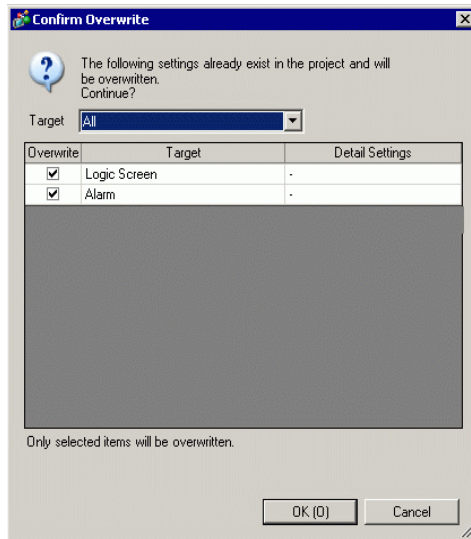 Confirm Overwrite
The following settings already exist in the project and will
be overwritten.
Continue?
Target All
Overwrite Target Detail Settings
Logic Screen -
Alarm -
Only selected items will be overwritten.
OK (O) Cancel